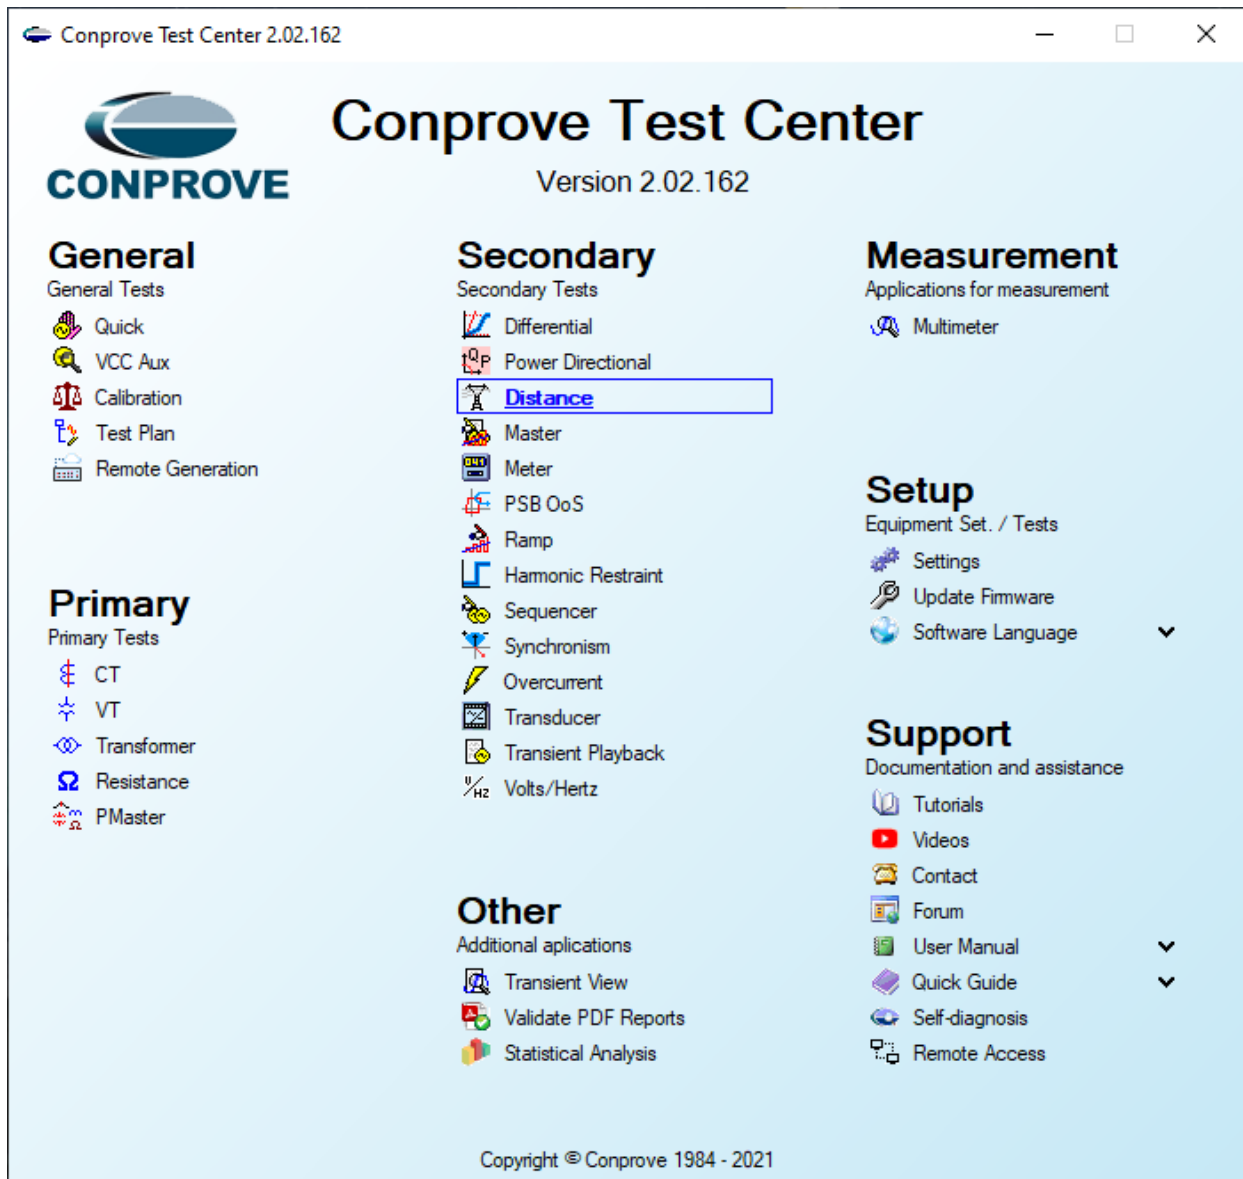 Conprove Test Center 2.02.162
CONPROVE
Conprove Test Center
Version 2.02.162
General
General Tests
Quick
VCC Aux
Calibration
Test Plan
Remote Generation
Primary
Primary Tests
CT
VT
Transformer
Resistance
PMaster
Secondary
Secondary Tests
Differential
Power Directional
Distance
Master
Meter
PSB OoS
Ramp
Harmonic Restraint
Sequencer
Synchronism
Overcurrent
Transducer
Transient Playback
Volts/Hertz
Other
Additional aplications
Transient View
Validate PDF Reports
Statistical Analysis
Measurement
Applications for measurement
Multimeter
Setup
Equipment Set. / Tests
Settings
Update Firmware
Software Language
Support
Documentation and assistance
Tutorials
Videos
Contact
Forum
User Manual
Quick Guide
Self-diagnosis
Remote Access
Copyright © Conprove 1984 - 2021